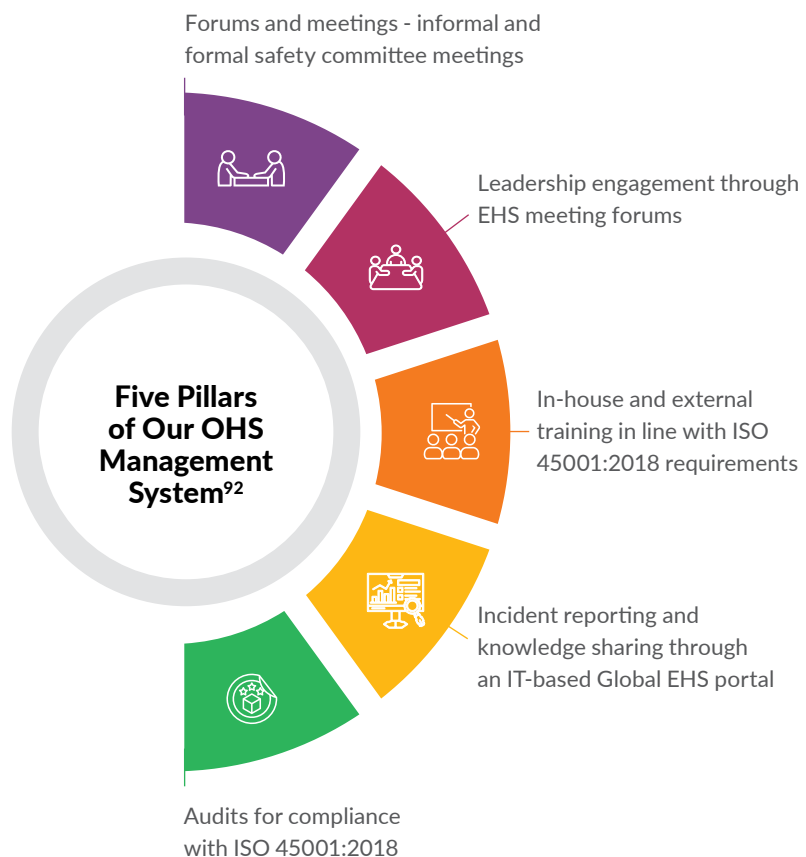 Forums and meetings - informal and
formal safety committee meetings
Leadership engagement through
EHS meeting forums
Five Pillars
of Our OHS
Management
System⁹²
In-house and external
training in line with ISO
45001:2018 requirements
Incident reporting and
knowledge sharing through
an IT-based Global EHS portal
Audits for compliance
with ISO 45001:2018